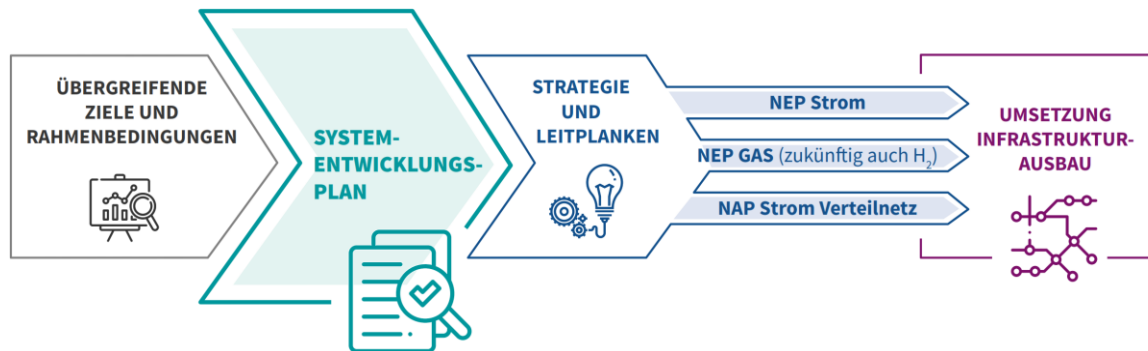 ÜBERGREIFENDE
ZIELE UND
RAHMENBEDINGUNGEN
SYSTEM-
ENTWICKLUNGS-
PLAN
STRATEGIE
UND
LEITPLANKEN
NEP Strom
NEP GAS (zukünftig auch H₂)
NAP Strom Verteilnetz
UMSETZUNG
INFRASTRUKTUR-
AUSBAU